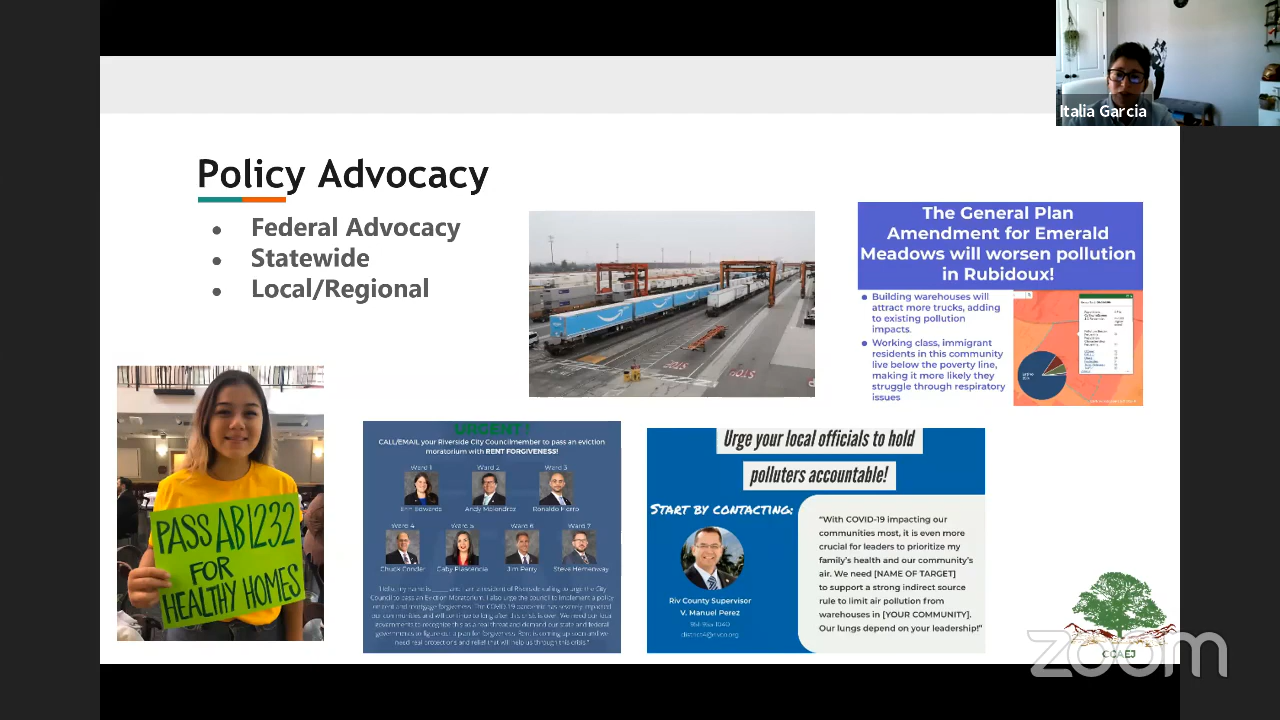 Italia Garcia
Policy Advocacy
● Federal Advocacy
● Statewide
● Local/Regional
The General Plan
Amendment for Emerald
Meadows will worsen pollution
in Rubidoux!
● Building warehouses will
attract more trucks, adding
to existing pollution
impacts.
● Working class, immigrant
residents in this community
live below the poverty line,
making it more likely they
struggle through respiratory
issues
STOP
PASS AB1232
FOR
HEALTHY HOMES
URGENT!
CALL/EMAIL your Riverside City Councilmember to pass an eviction
moratorium with RENT FORGIVENESS!
Ward 1 Ward 2 Ward 3
Erin Edwards Andy Melendrez Ronaldo Fierro
Ward 4 Ward 5 Ward 6 Ward 7
Chuck Conder Gaby Plascencia Jim Perry Steve Hemenway
Urge your local officials to hold
polluters accountable!
START BY CONTACTING:
Riv County Supervisor
V. Manuel Perez
district4@rivco.org
"With COVID-19 impacting our
communities most, it is even more
crucial for leaders to prioritize my
family's health and our community's
air. We need [NAME OF TARGET]
to support a strong indirect source
rule to limit air pollution from
warehouses in [YOUR COMMUNITY].
Our lungs depend on your leadership!"
CCAEJ
zoom